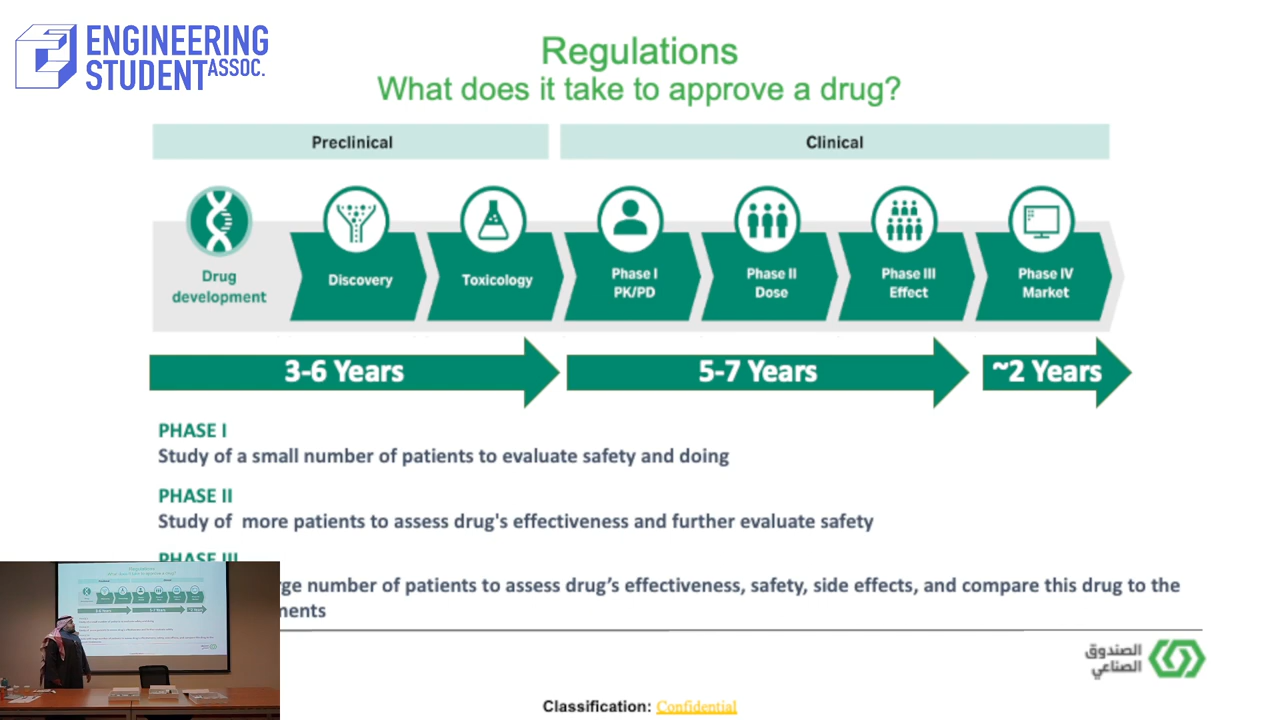 ENGINEERING
STUDENT ASSOC.
Regulations
What does it take to approve a drug?
Preclinical
Clinical
Drug
development
Discovery
Toxicology
Phase I
PK/PD
Phase II
Dose
Phase III
Effect
Phase IV
Market
3-6 Years
5-7 Years
~2 Years
PHASE I
Study of a small number of patients to evaluate safety and doing
PHASE II
Study of more patients to assess drug's effectiveness and further evaluate safety
PHASE III
number of patients to assess drug's effectiveness, safety, side effects, and compare this drug to the
الصندوق
الصناعي
Classification: Confidential